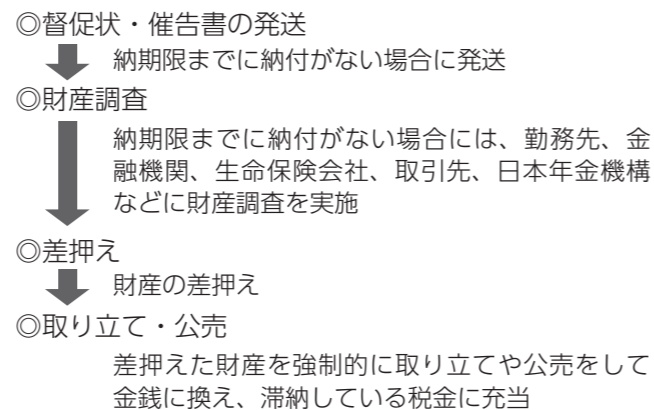 ◎督促状・催告書の発送
納期限までに納付がない場合に発送
◎財産調査
納期限までに納付がない場合には、勤務先、金
融機関、生命保険会社、取引先、日本年金機構
などに財産調査を実施
◎差押え
財産の差押え
◎取り立て・公売
差押えた財産を強制的に取り立てや公売をして
金銭に換え、滞納している税金に充当